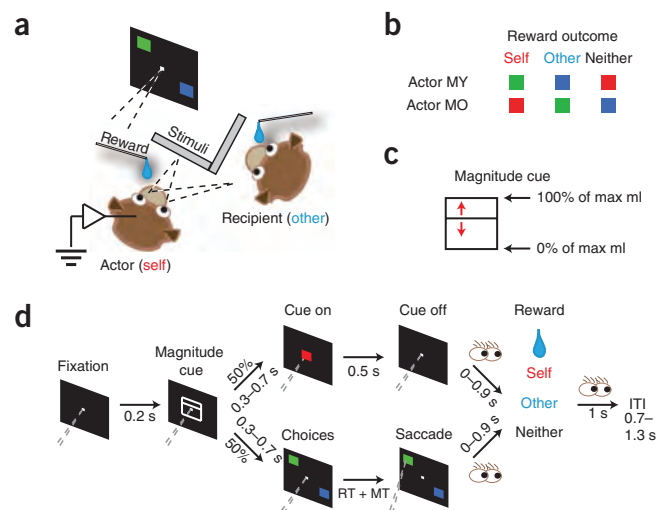 a
Reward
Stimuli
Recipient (other)
Actor (self)
b
Reward outcome
Self Other Neither
Actor MY
Actor MO
c
Magnitude cue
100% of max ml
0% of max ml
d
Fixation
0.2 s
Magnitude
cue
50%
0.3–0.7 s
0.3–0.7 s
50%
Cue on
0.5 s
Cue off
0–0.9 s
Choices
RT + MT
Saccade
0–0.9 s
Reward
Self
Other
Neither
1 s
ITI
0.7–
1.3 s